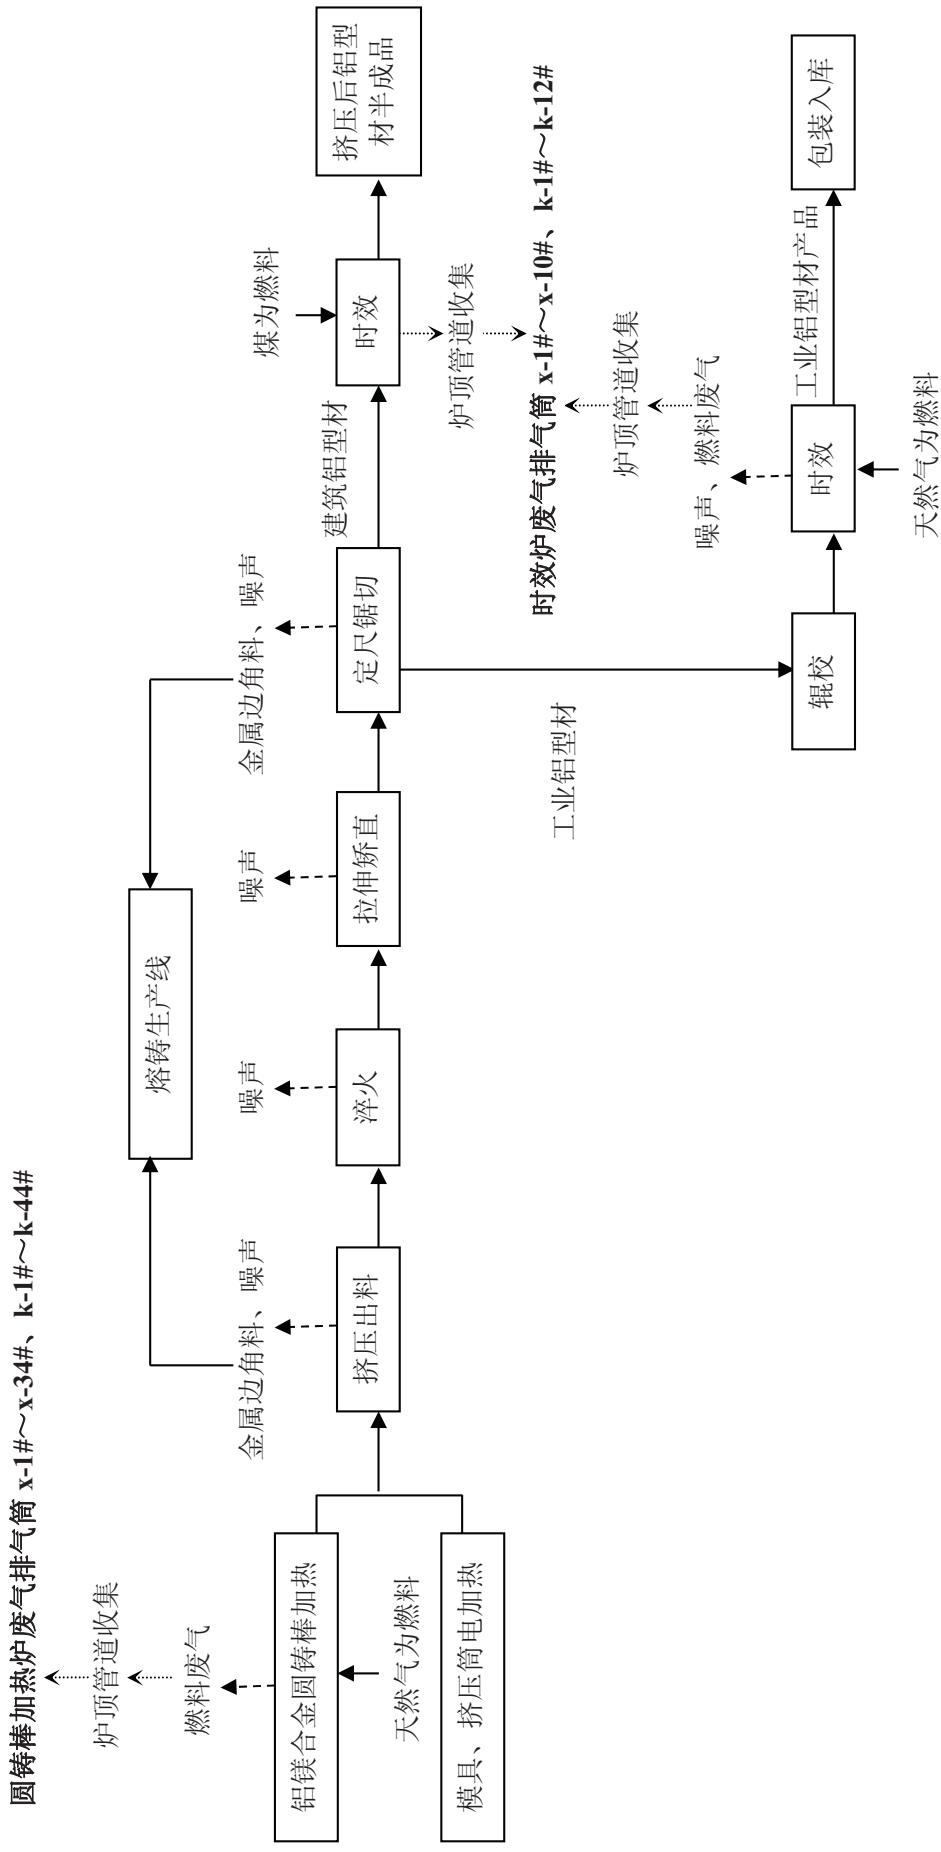 圆铸棒加热炉废气排气筒 x-1#～x-34#、k-1#～k-44#
炉顶管道收集
燃料废气
铝镁合金圆铸棒加热
天然气为燃料
模具、挤压筒电加热
熔铸生产线
金属边角料、噪声
挤压出料
噪声
淬火
噪声
拉伸矫直
金属边角料、噪声
定尺锯切
建筑铝型材
煤为燃料
时效
挤压后铝型
材半成品
炉顶管道收集
时效炉废气排气筒 x-1#～x-10#、k-1#～k-12#
炉顶管道收集
噪声、燃料废气
工业铝型材
辊校
时效
天然气为燃料
工业铝型材产品
包装入库